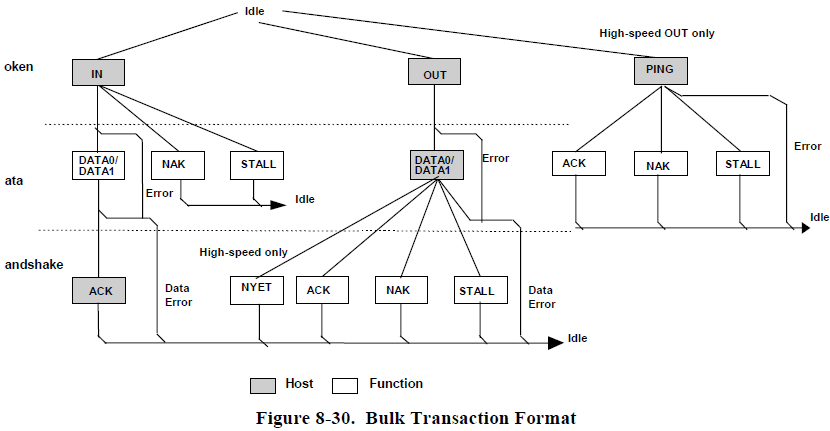 Idle
High-speed OUT only
oken
IN
OUT
PING
DATA0/
DATA1
NAK
STALL
DATA0/
DATA1
Error
ACK
NAK
STALL
Error
ata
Error
Idle
Idle
High-speed only
andshake
ACK
Data
Error
NYET
ACK
NAK
STALL
Data
Error
Idle
Host
Function
Figure 8-30. Bulk Transaction Format